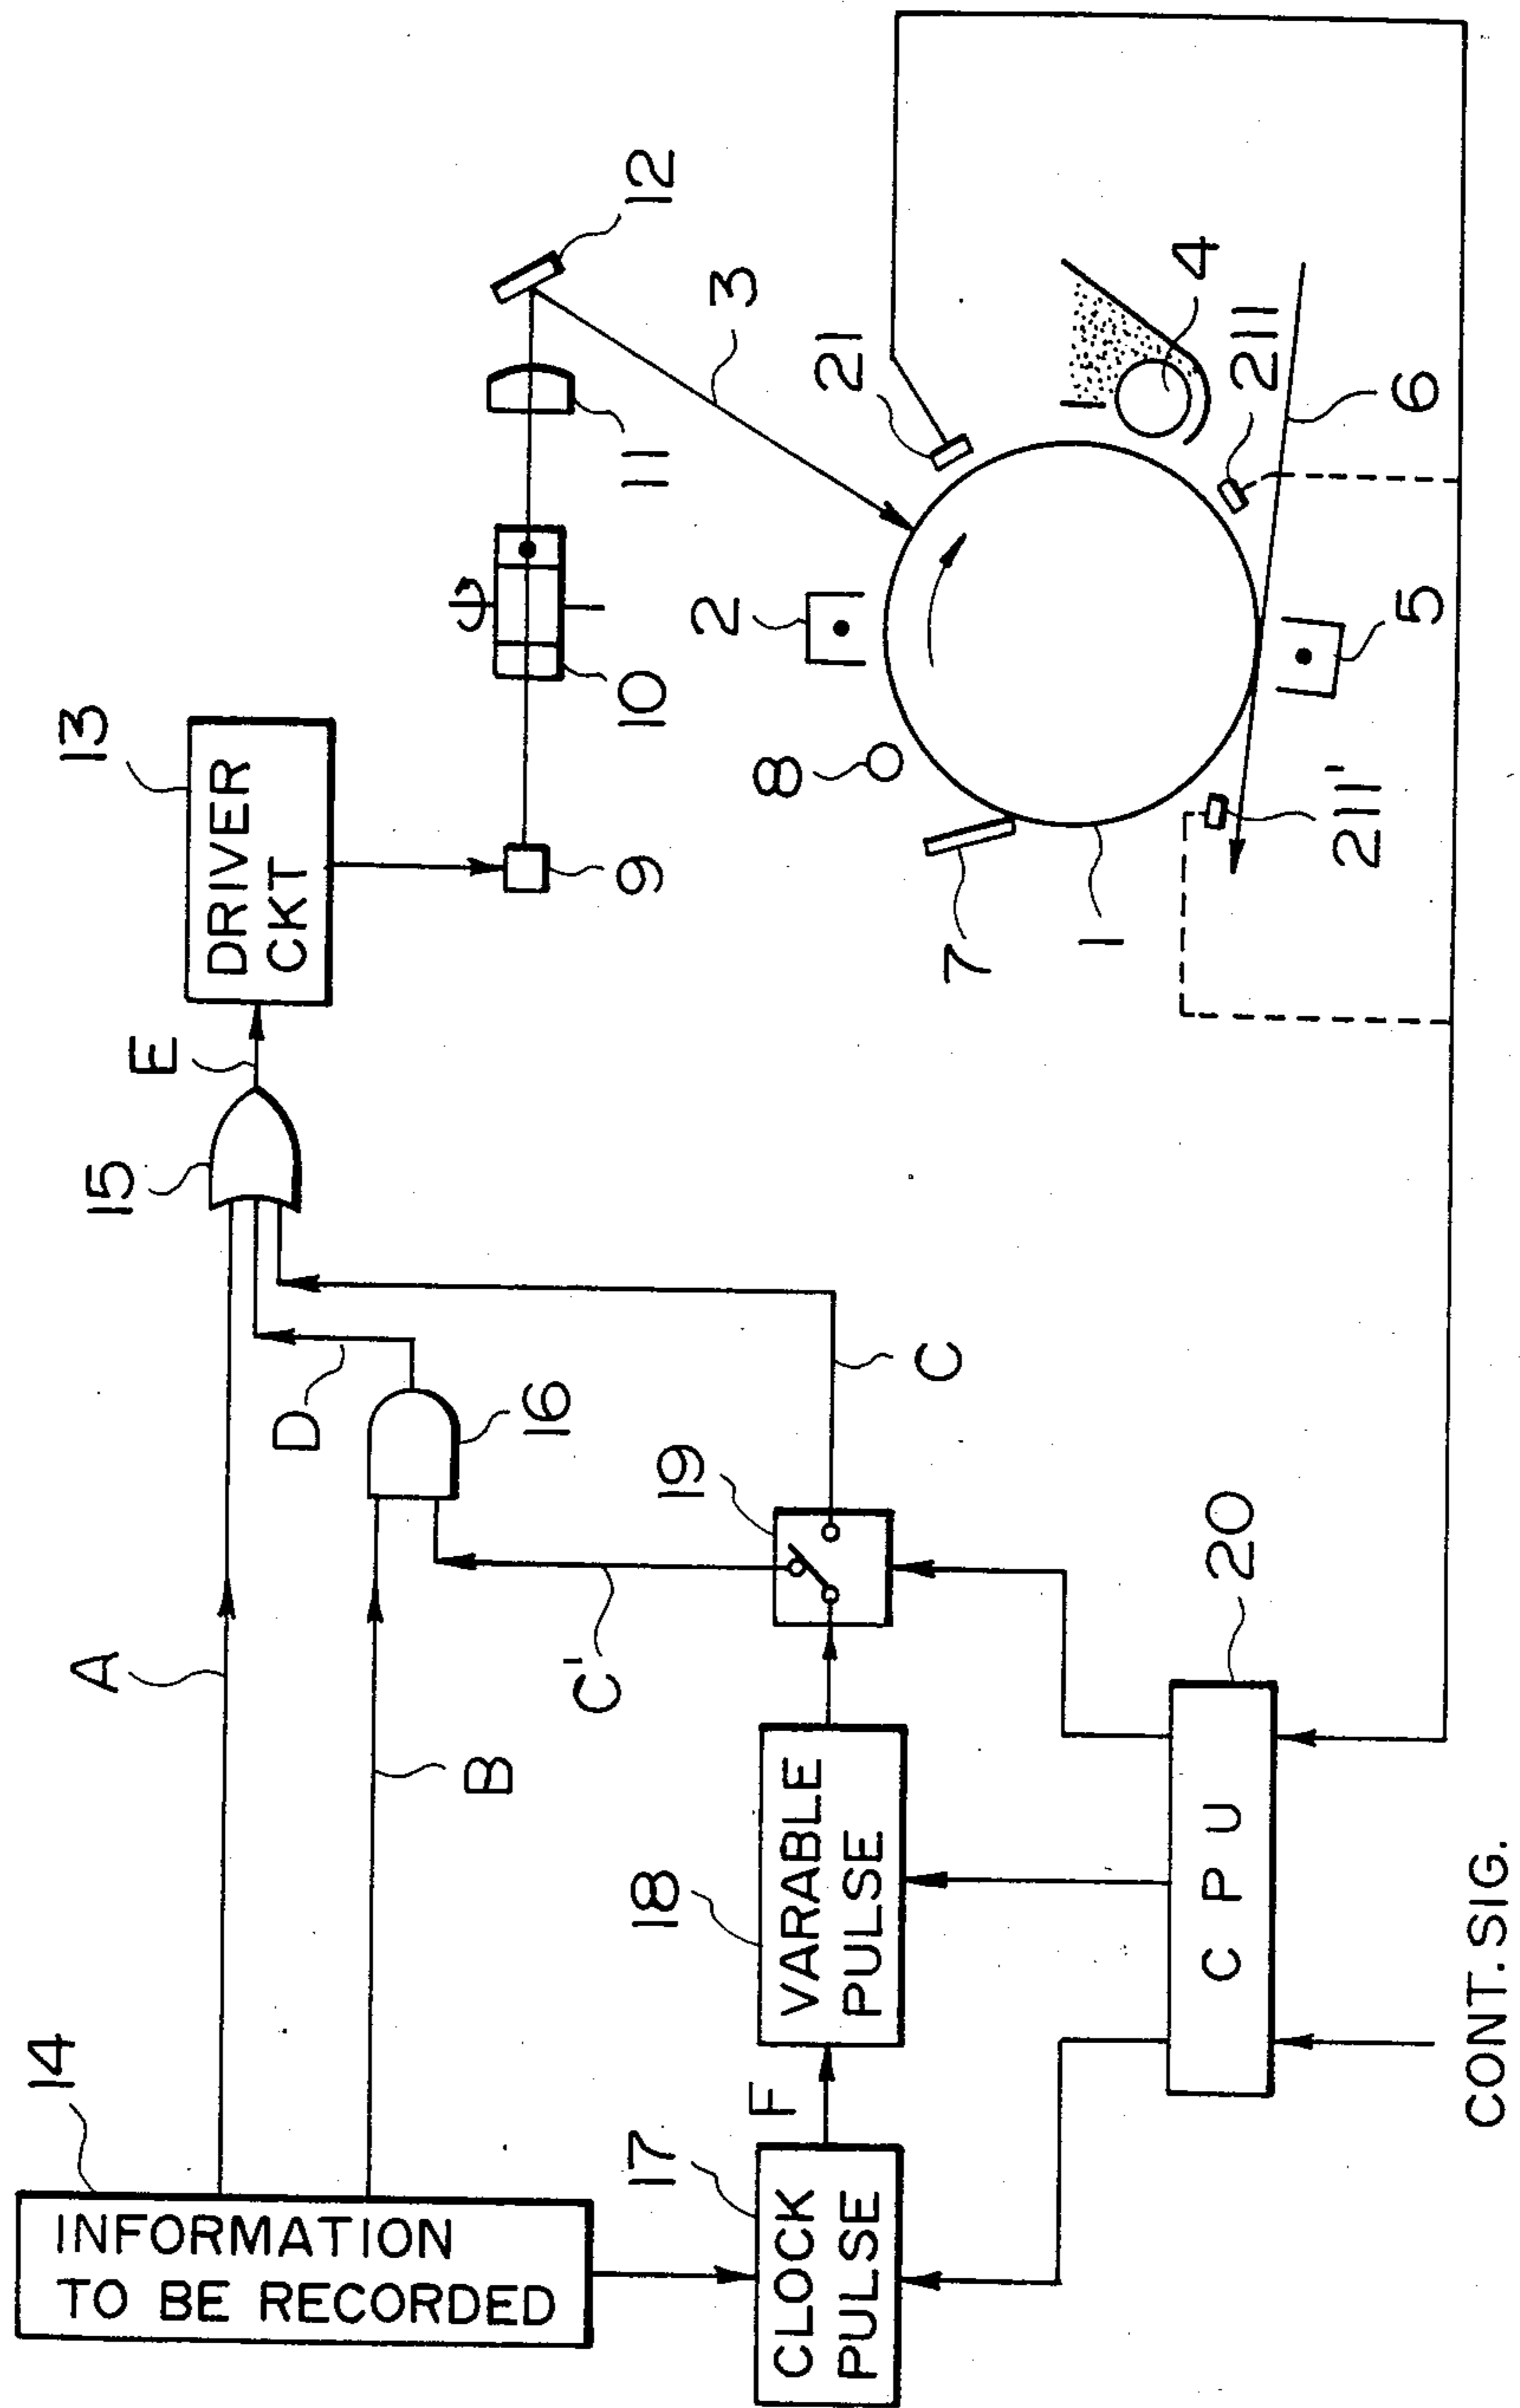 14
INFORMATION
TO BE RECORDED
A
B
15
E
13
DRIVER
CKT
D
16
C'
C
19
17
CLOCK
PULSE
F
18
VARABLE
PULSE
20
C P U
CONT.SIG.
9
10
11
12
3
2
8
7
1
21
4
211
211'
5
6